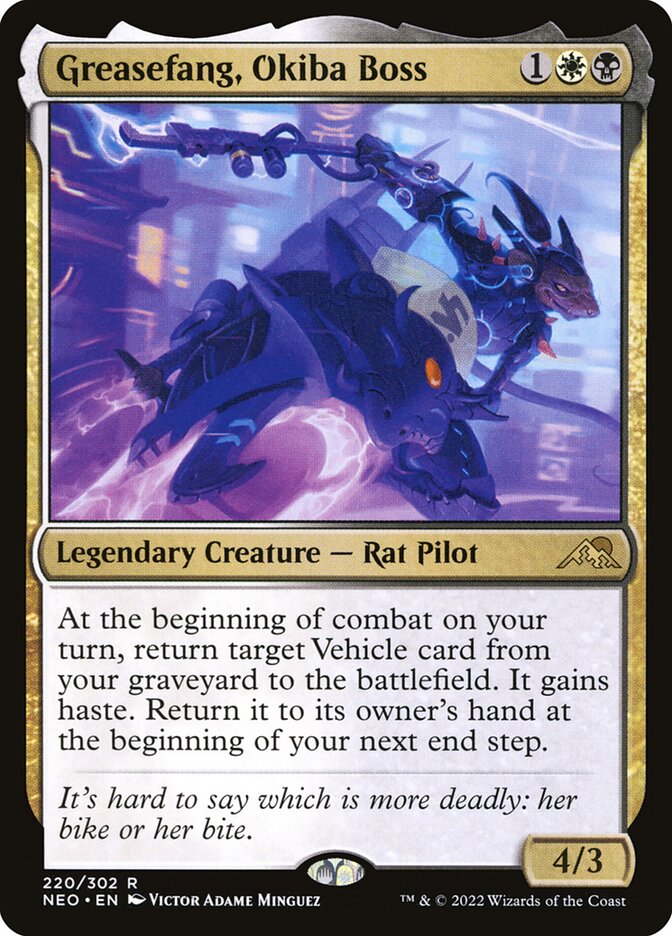 Greasefang, Okiba Boss 1
Legendary Creature — Rat Pilot
At the beginning of combat on your
turn, return target Vehicle card from
your graveyard to the battlefield. It gains
haste. Return it to its owner's hand at
the beginning of your next end step.
It's hard to say which is more deadly: her
bike or her bite.
4/3
220/302 R
NEO • EN Victor Adame Minguez
™ & © 2022 Wizards of the Coast